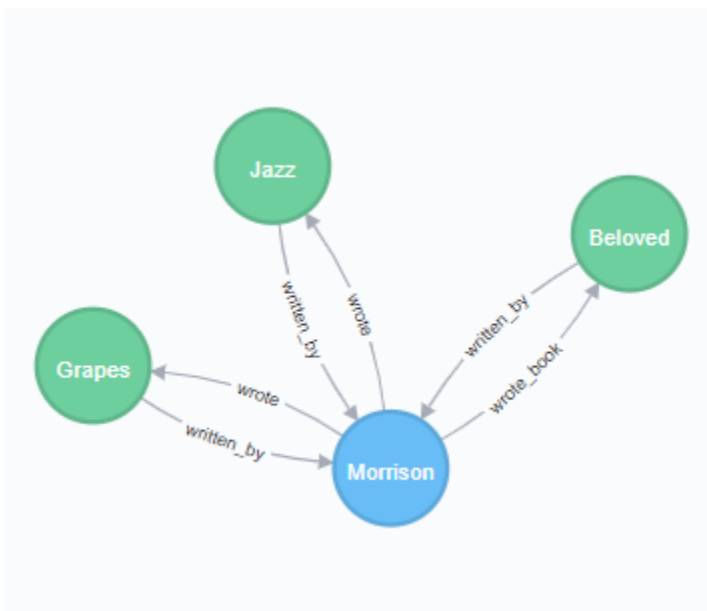 Jazz
Beloved
written_by
wrote
written_by
wrote_book
Grapes
wrote
written_by
Morrison